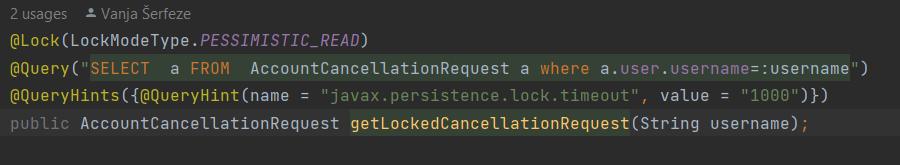 2 usages Vanja Šerfeze
@Lock(LockModeType.PESSIMISTIC_READ)
@Query("SELECT  a FROM  AccountCancellationRequest a where a.user.username=:username")
@QueryHints({@QueryHint(name = "javax.persistence.lock.timeout", value = "1000")})
public AccountCancellationRequest getLockedCancellationRequest(String username);